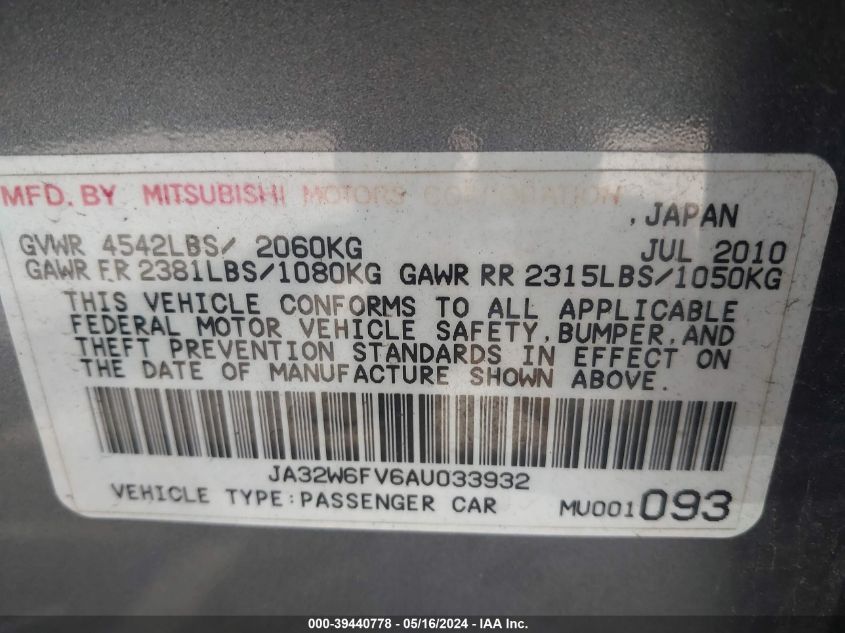 MFD. BY MITSUBISHI MOTORS CORPORATION
, JAPAN
GVWR 4542LBS/ 2060KG JUL 2010
GAWR FR 2381LBS/1080KG GAWR RR 2315LBS/1050KG
THIS VEHICLE CONFORMS TO ALL APPLICABLE
FEDERAL MOTOR VEHICLE SAFETY, BUMPER, AND
THEFT PREVENTION STANDARDS IN EFFECT ON
THE DATE OF MANUFACTURE SHOWN ABOVE.
JA32W6FV6AU033932
VEHICLE TYPE:PASSENGER CAR MU001093
000-39440778 - 05/16/2024 - IAA Inc.